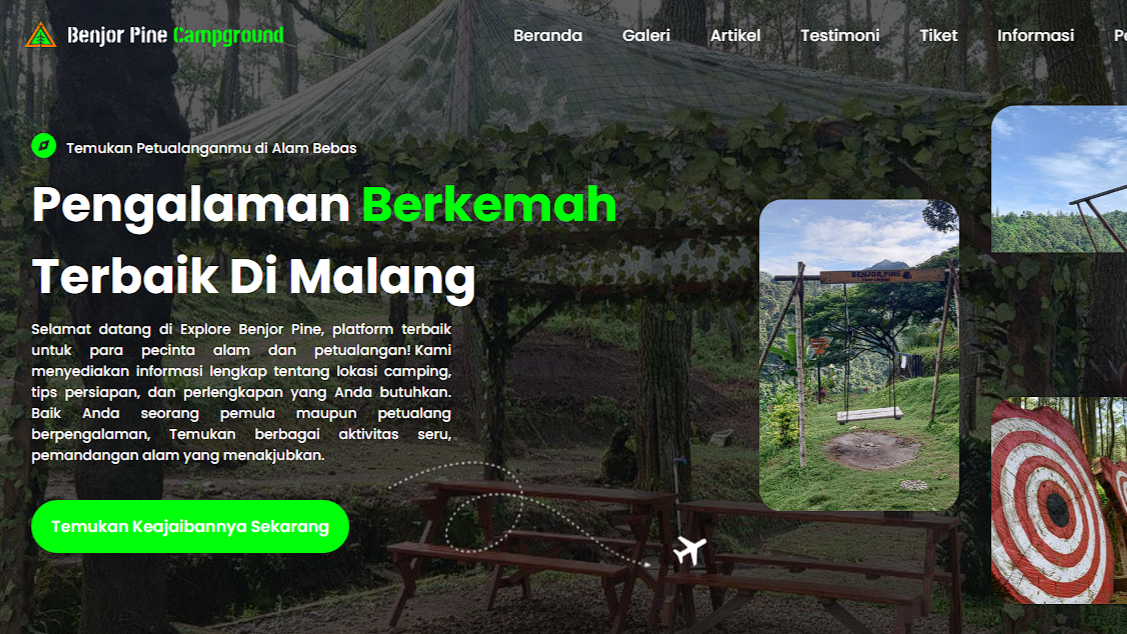 Benjor Pine Campground
Beranda Galeri Artikel Testimoni Tiket Informasi
Temukan Petualanganmu di Alam Bebas
Pengalaman Berkemah
Terbaik Di Malang
Selamat datang di Explore Benjor Pine, platform terbaik
untuk para pecinta alam dan petualangan! Kami
menyediakan informasi lengkap tentang lokasi camping,
tips persiapan, dan perlengkapan yang Anda butuhkan.
Baik Anda seorang pemula maupun petualang
berpengalaman, Temukan berbagai aktivitas seru,
pemandangan alam yang menakjubkan.
Temukan Keajaibannya Sekarang
BENJOR PINE